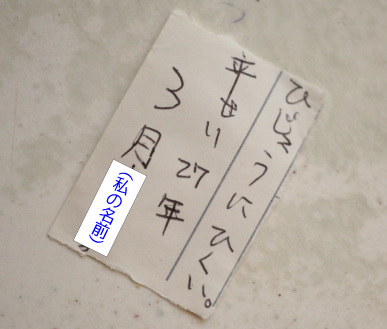 ひじょうにひくい。
平せい27年
3月
(私の名前)